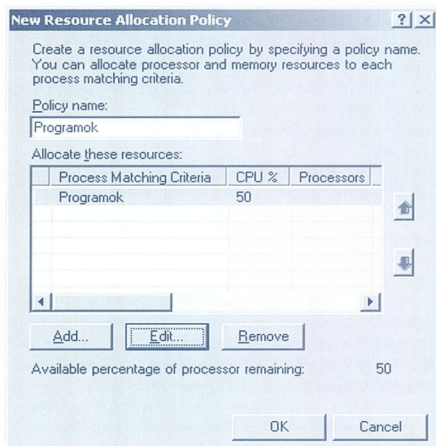 New Resource Allocation Policy
Create a resource allocation policy by specifying a policy name.
You can allocate processor and memory resources to each
process matching criteria.
Policy name:
Programok
Allocate these resources:
Process Matching Criteria CPU % Processors
Programok 50
Add... Edit... Remove
Available percentage of processor remaining: 50
OK Cancel